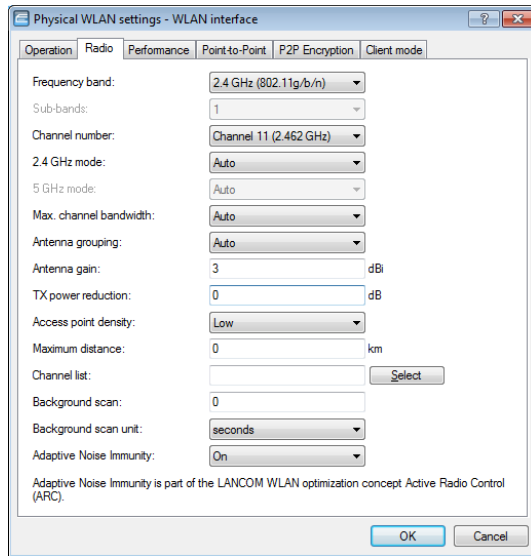 Physical WLAN settings - WLAN interface
Operation Radio Performance Point-to-Point P2P Encryption Client mode
Frequency band: 2.4 GHz (802.11g/b/n)
Sub-bands: 1
Channel number: Channel 11 (2.462 GHz)
2.4 GHz mode: Auto
5 GHz mode: Auto
Max. channel bandwidth: Auto
Antenna grouping: Auto
Antenna gain: 3 dBi
TX power reduction: 0 dB
Access point density: Low
Maximum distance: 0 km
Channel list: Select
Background scan: 0
Background scan unit: seconds
Adaptive Noise Immunity: On
Adaptive Noise Immunity is part of the LANCOM WLAN optimization concept Active Radio Control
(ARC).
OK Cancel